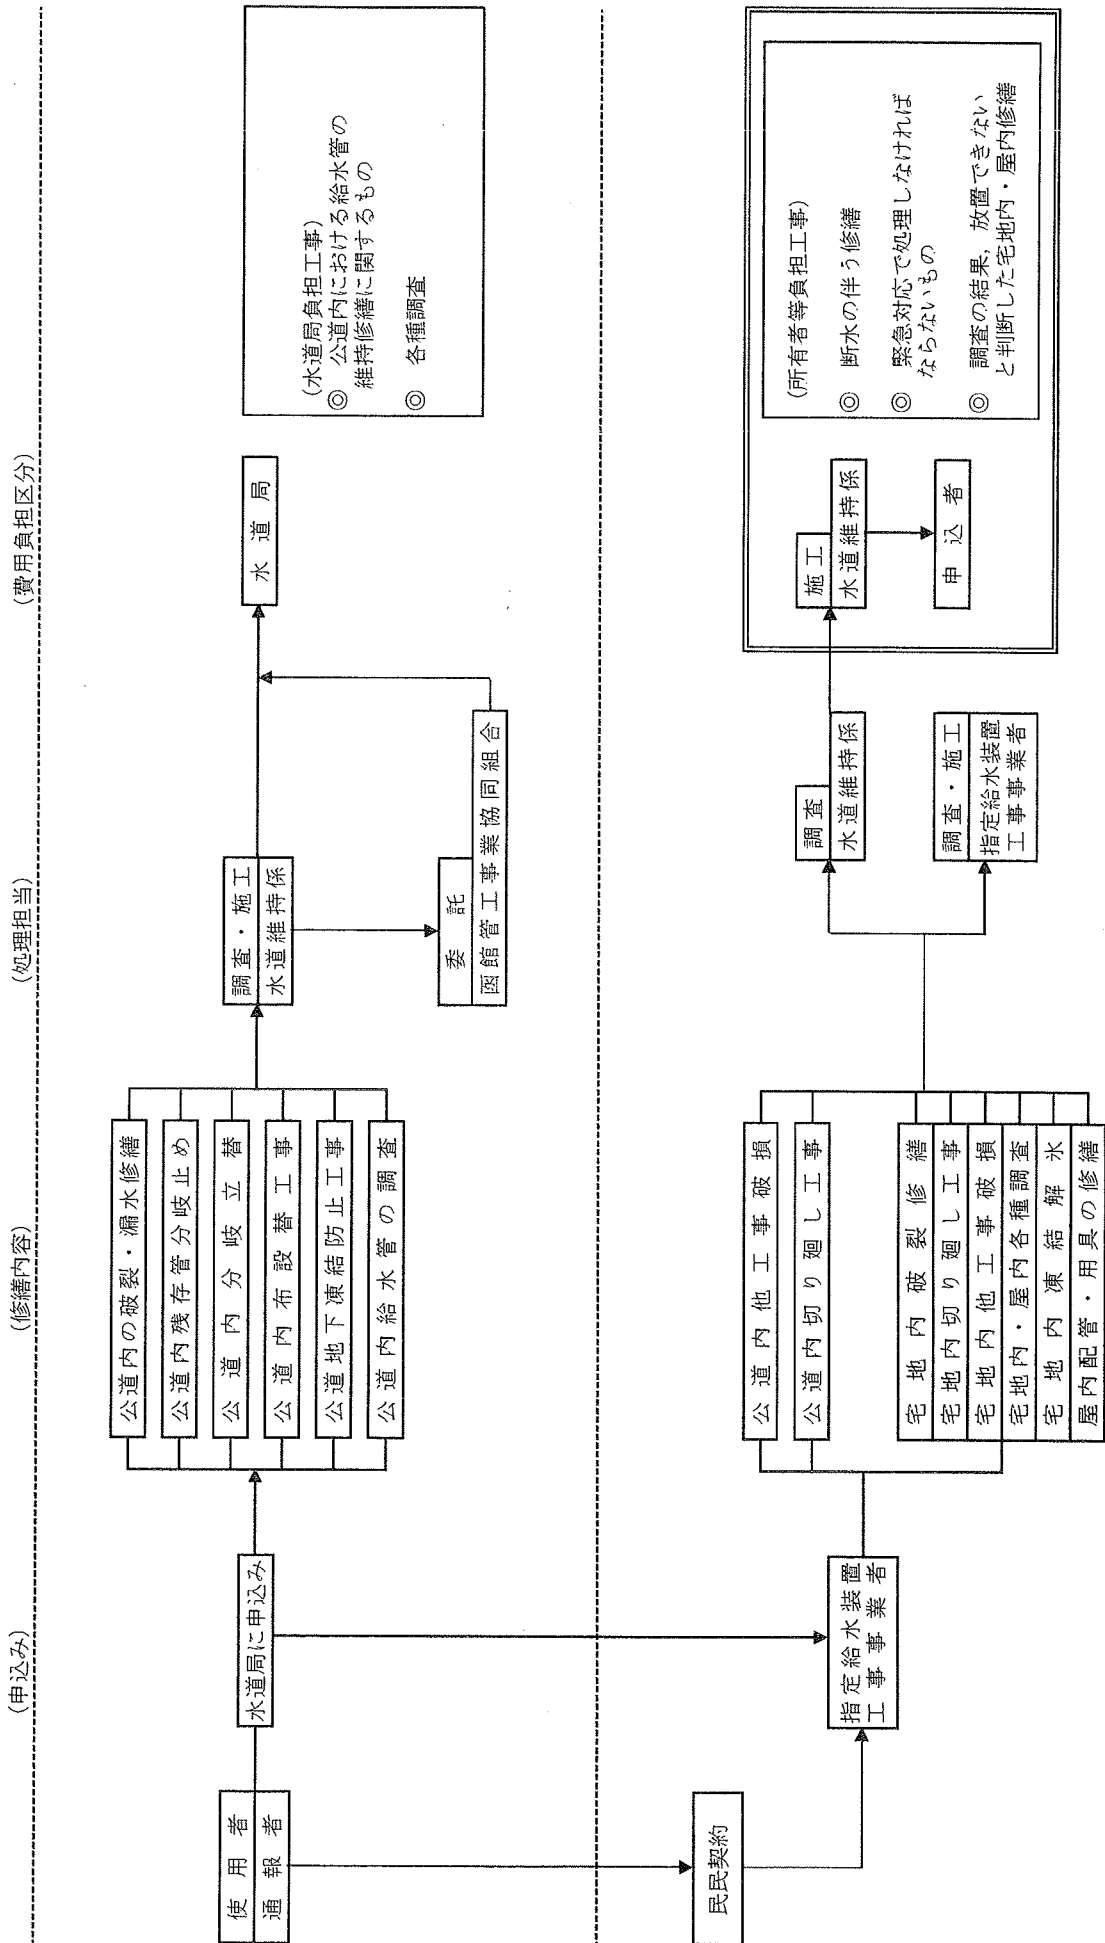 (申込み)
(修繕内容)
(処理担当)
(費用負担区分)
使用者
通報者
水道局に申込み
公道内の破裂・漏水修繕
公道内残存管分岐止め
公道内分岐立替
公道内布設替工事
公道地下凍結防止工事
公道内給水管の調査
調査・施工
水道維持係
委託
函館管工事業協同組合
水道局
(水道局負担工事)
◎ 公道内における給水管の
維持修繕に関するもの
◎ 各種調査
民民契約
指定給水装置
工事事業者
公道内他工事破損
公道内切り廻し工事
宅地内破裂修繕
宅地内切り廻し工事
宅地内他工事破損
宅地内・屋内各種調査
宅地内凍結解氷
屋内配管・用具の修繕
調査
水道維持係
調査・施工
指定給水装置
工事事業者
施工
水道維持係
申込者
(所有者等負担工事)
◎ 断水の伴う修繕
◎緊急対応で処理しなければ
ならないもの
◎ 調査の結果，放置できない
と判断した宅地内・屋内修繕